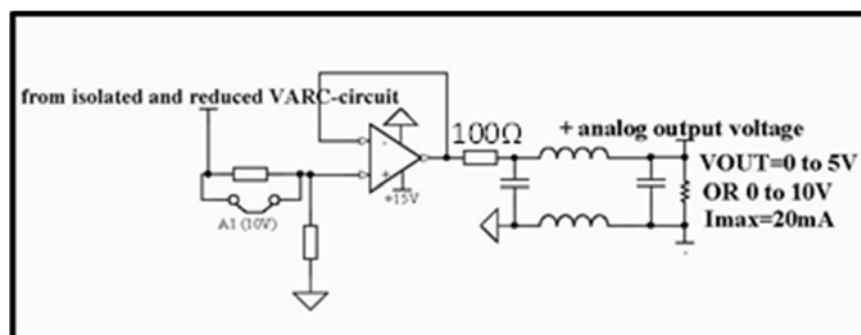 from isolated and reduced VARC-circuit
100Ω
+ analog output voltage
VOUT=0 to 5V
OR 0 to 10V
Imax=20mA
-
+
+15V
A1 (10V)
-